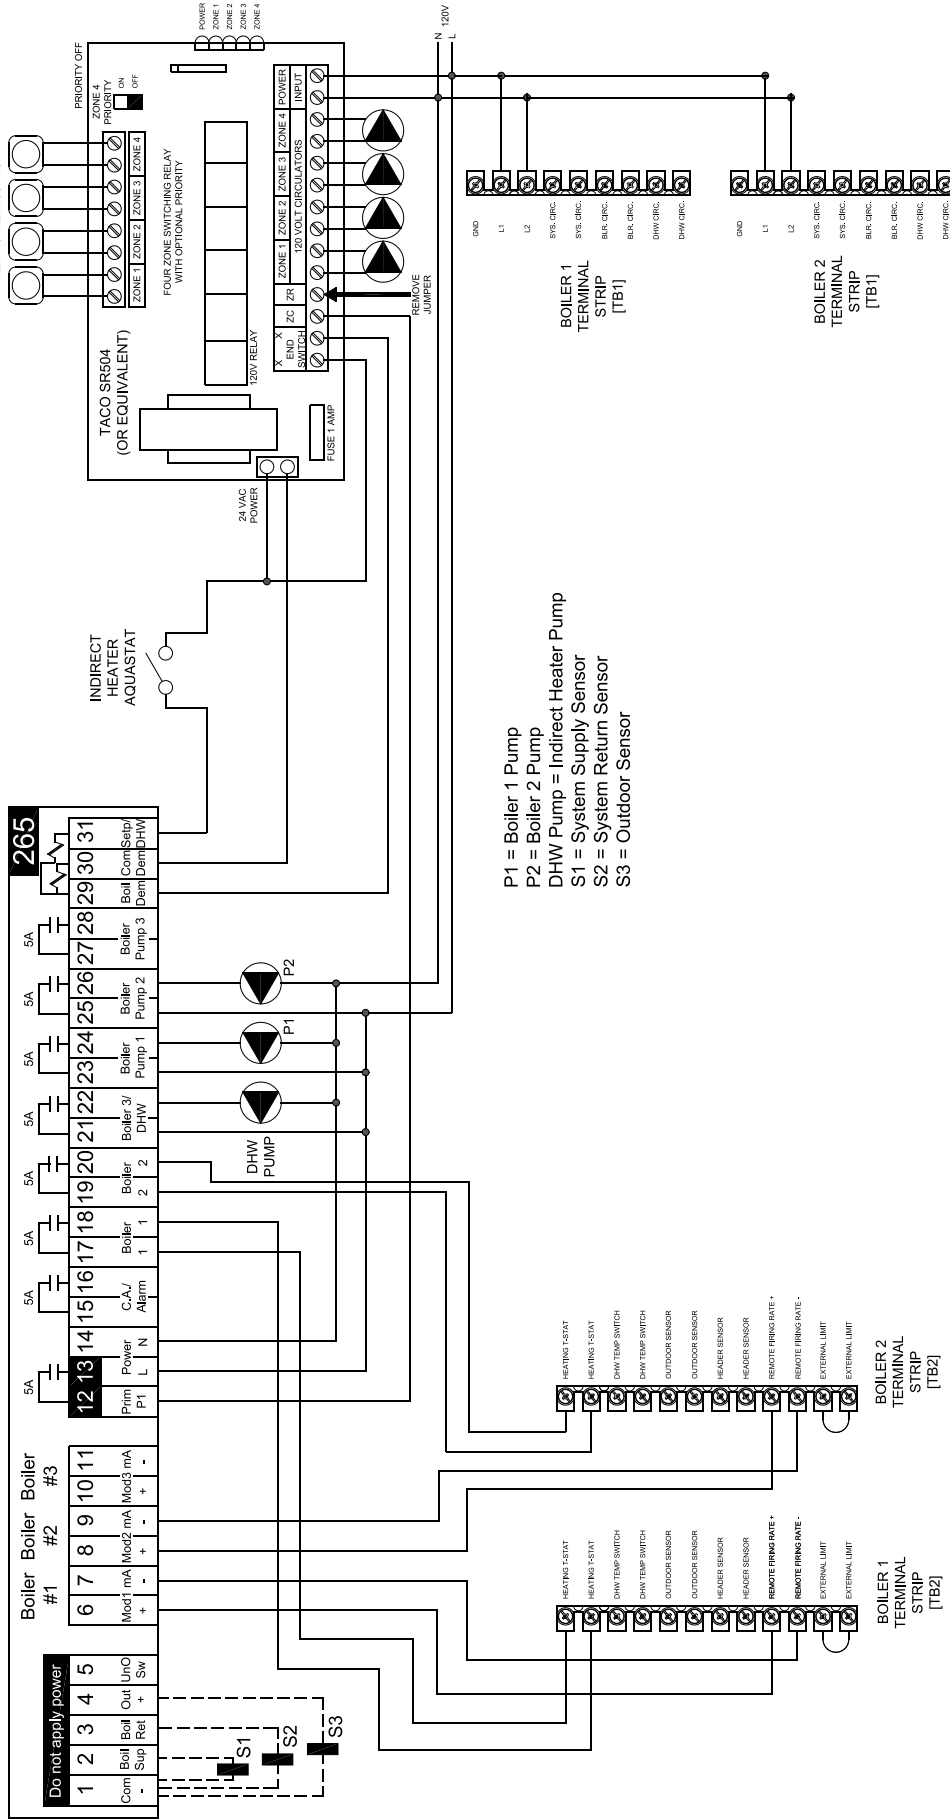 265
Do not apply power
1
2
3
4
5
Com
-
Boil
Sup
Boil
Ret
Out
+
UnO
Sw
Boiler
#1
Boiler
#2
Boiler
#3
6
7
8
9
10
11
Mod1 mA
+
-
Mod2 mA
+
-
Mod3 mA
+
-
12
13
14
15
16
17
18
19
20
21
22
23
24
25
26
27
28
29
30
31
Prim
P1
Power
L
N
C.A./
Alarm
Boiler
1
1
Boiler
2
2
Boiler 3/
DHW
Boiler
Pump 1
Boiler
Pump 2
Boiler
Pump 3
Boil
Dem
Com
Dem
Setp/
DHW
5A
5A
5A
5A
5A
5A
5A
5A
S1
S2
S3
DHW
PUMP
P1
P2
INDIRECT
HEATER
AQUASTAT
24 VAC
POWER
TACO SR504
(OR EQUIVALENT)
FUSE 1 AMP
120V RELAY
FOUR ZONE SWITCHING RELAY
WITH OPTIONAL PRIORITY
ZONE 1
ZONE 2
ZONE 3
ZONE 4
PRIORITY OFF
ZONE 4
PRIORITY
ON
OFF
POWER
ZONE 1
ZONE 2
ZONE 3
ZONE 4
X
X
END
SWITCH
ZC
ZR
ZONE 1
ZONE 2
ZONE 3
ZONE 4
120 VOLT CIRCULATORS
POWER
INPUT
REMOVE
JUMPER
N
L
120V
P1 = Boiler 1 Pump
P2 = Boiler 2 Pump
DHW Pump = Indirect Heater Pump
S1 = System Supply Sensor
S2 = System Return Sensor
S3 = Outdoor Sensor
GND
L1
L2
SYS. CIRC.
SYS. CIRC.
BLR. CIRC.
BLR. CIRC.
DHW CIRC.
DHW CIRC.
BOILER 1
TERMINAL
STRIP
[TB1]
GND
L1
L2
SYS. CIRC.
SYS. CIRC.
BLR. CIRC.
BLR. CIRC.
DHW CIRC.
DHW CIRC.
BOILER 2
TERMINAL
STRIP
[TB1]
HEATING T-STAT
HEATING T-STAT
DHW TEMP SWITCH
DHW TEMP SWITCH
OUTDOOR SENSOR
OUTDOOR SENSOR
HEADER SENSOR
HEADER SENSOR
REMOTE FIRING RATE +
REMOTE FIRING RATE -
EXTERNAL LIMIT
EXTERNAL LIMIT
BOILER 1
TERMINAL
STRIP
[TB2]
HEATING T-STAT
HEATING T-STAT
DHW TEMP SWITCH
DHW TEMP SWITCH
OUTDOOR SENSOR
OUTDOOR SENSOR
HEADER SENSOR
HEADER SENSOR
REMOTE FIRING RATE +
REMOTE FIRING RATE -
EXTERNAL LIMIT
EXTERNAL LIMIT
BOILER 2
TERMINAL
STRIP
[TB2]